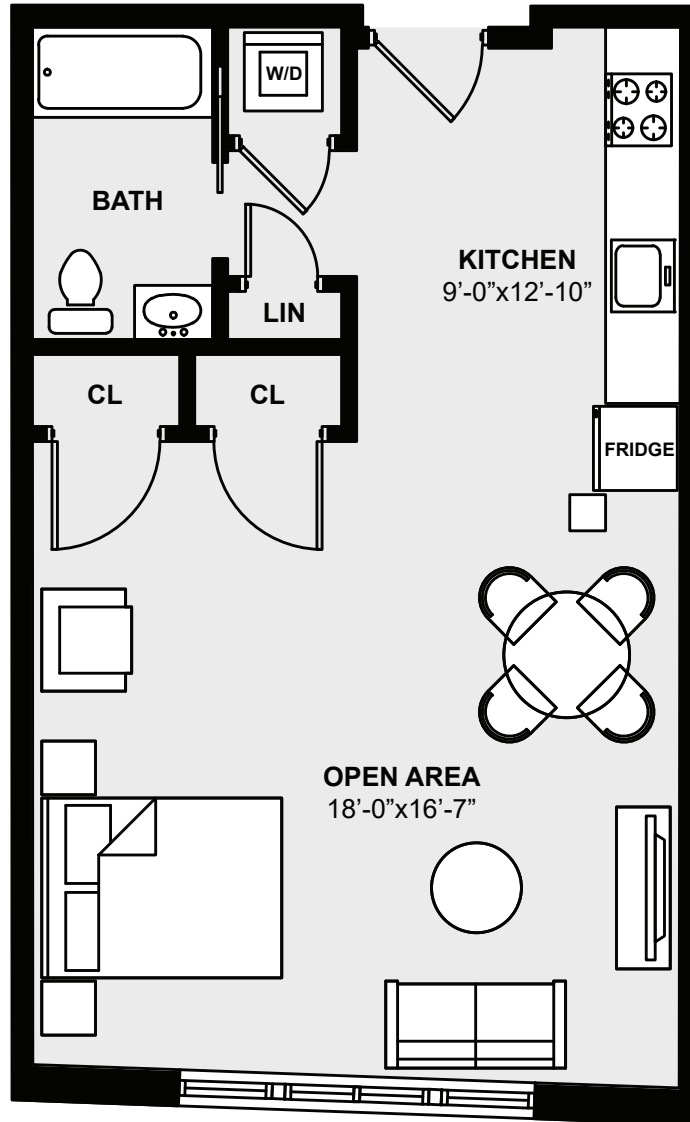 W/D
BATH
KITCHEN
9’-0”x12’-10”
LIN
CL
CL
FRIDGE
OPEN AREA
18’-0”x16’-7”